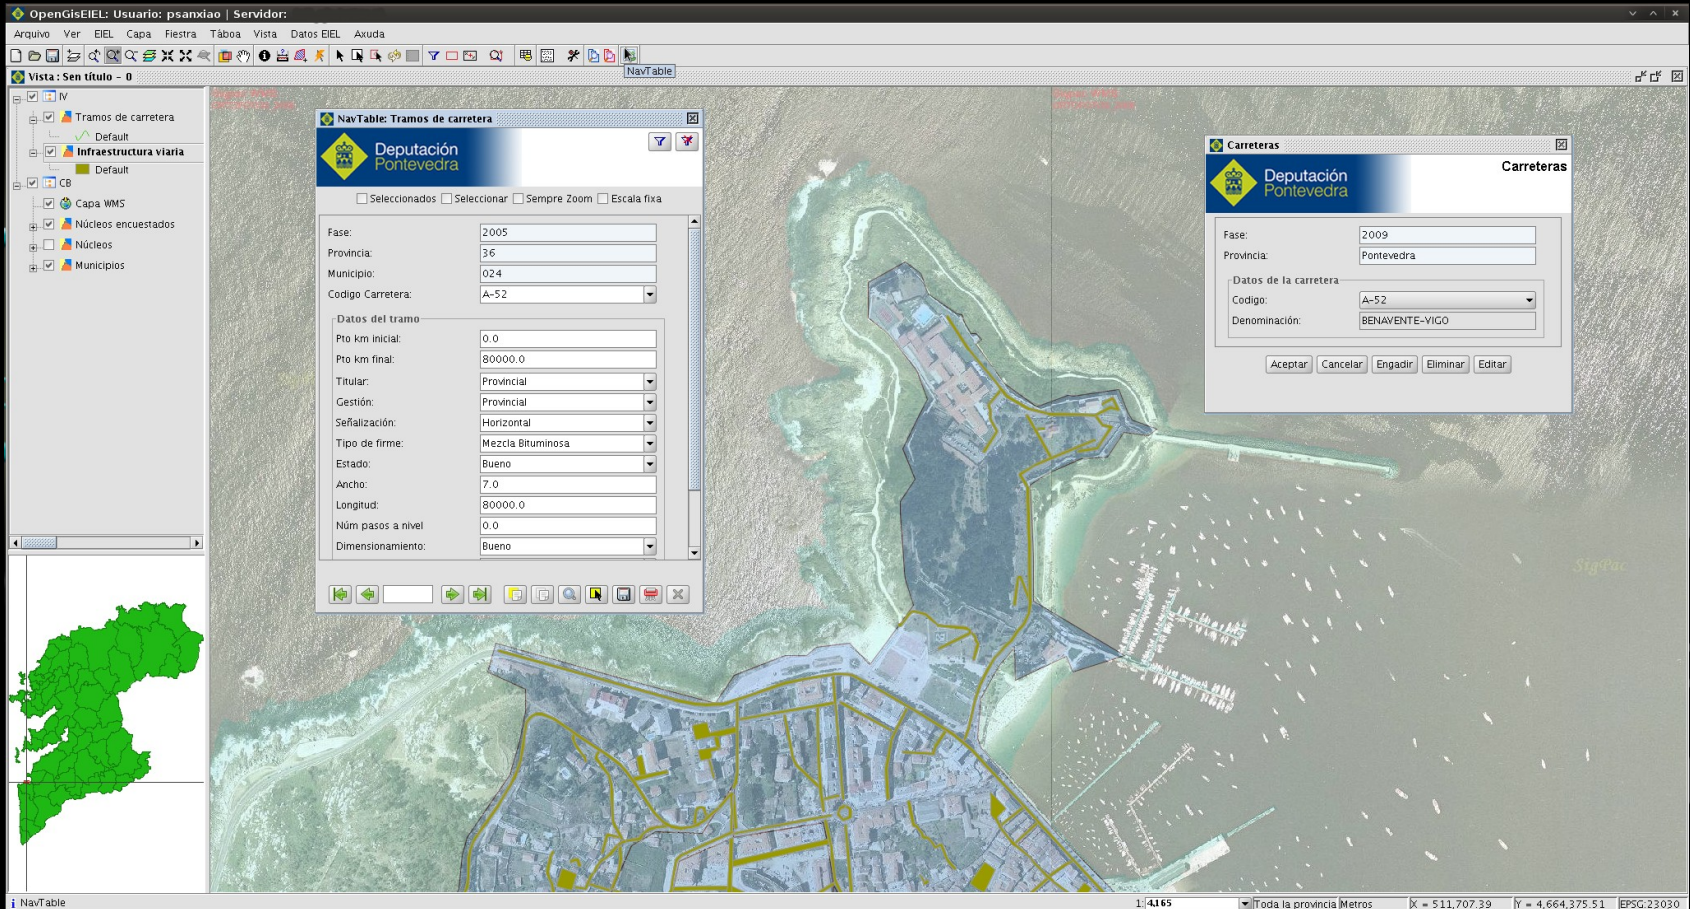 OpenGisEIEL: Usuario: psanxiao | Servidor:
Arquivo Ver EIEL Capa Fiestra Táboa Vista Datos EIEL Axuda
NavTable
Vista : Sen título - 0
IV
Tramos de carretera
Default
Infraestructura viaria
Default
CB
Capa WMS
Núcleos encuestados
Núcleos
Municipios
NavTable: Tramos de carretera
Deputación
Pontevedra
Seleccionados Seleccionar Sempre Zoom Escala fixa
Fase: 2005
Provincia: 36
Municipio: 024
Codigo Carretera: A-52
Datos del tramo
Pto km inicial: 0.0
Pto km final: 80000.0
Titular: Provincial
Gestión: Provincial
Señalización: Horizontal
Tipo de firme: Mezcla Bituminosa
Estado: Bueno
Ancho: 7.0
Longitud: 80000.0
Núm pasos a nivel 0.0
Dimensionamiento: Bueno
Carreteras
Carreteras
Deputación
Pontevedra
Fase: 2009
Provincia: Pontevedra
Datos de la carretera
Codigo: A-52
Denominación: BENAVENTE-VIGO
Aceptar Cancelar Engadir Eliminar Editar
SigPac
NavTable
1: 4,165 Toda la provincia Metros X = 511,707.39 Y = 4,664,375.51 EPSG:23030